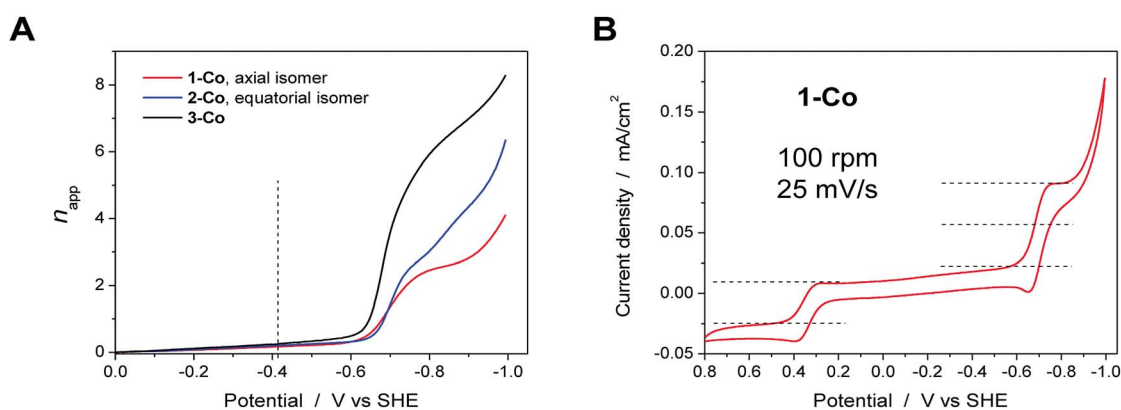 A
8
6
4
2
0
n app
1-Co, axial isomer
2-Co, equatorial isomer
3-Co
0.0 -0.2 -0.4 -0.6 -0.8 -1.0
Potential / V vs SHE
B
0.20
0.15
0.10
0.05
0.00
-0.05
Current density / mA/cm²
1-Co
100 rpm
25 mV/s
0.8 0.6 0.4 0.2 0.0 -0.2 -0.4 -0.6 -0.8 -1.0
Potential / V vs SHE